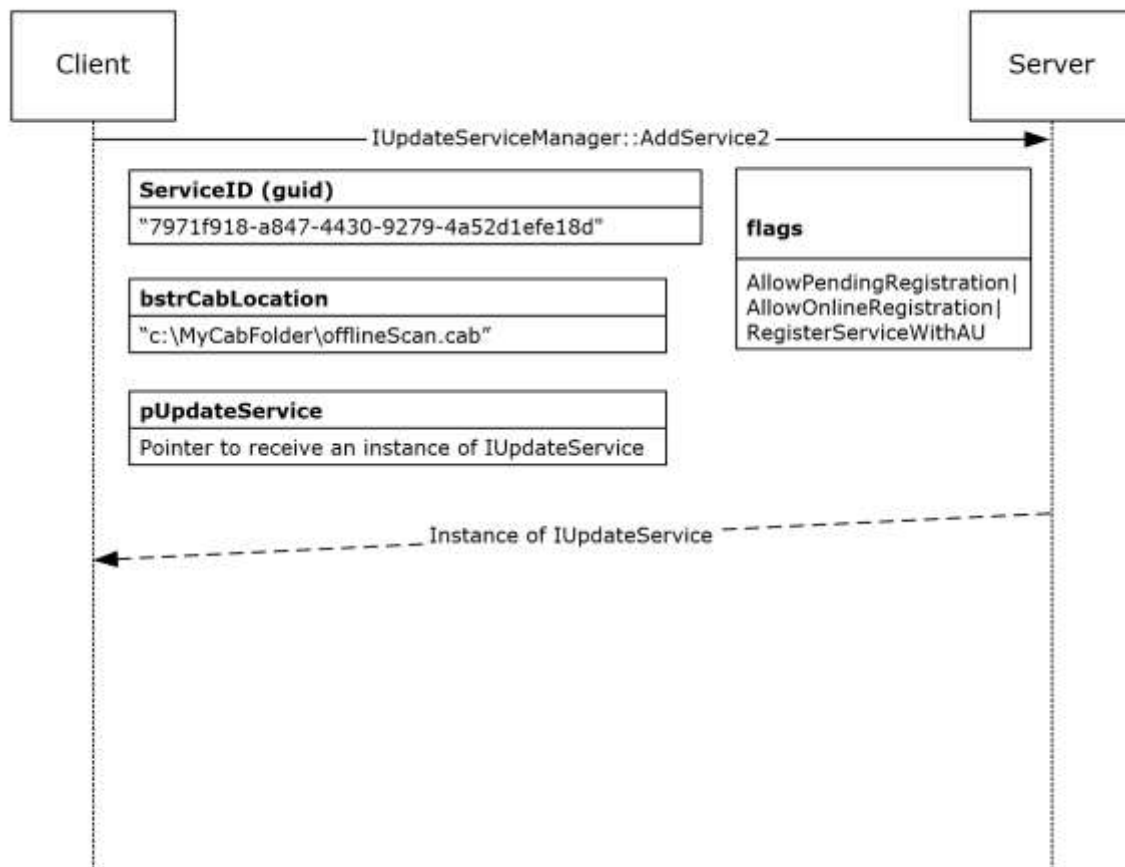 Client
Server
IUpdateServiceManager::AddService2
ServiceID (guid)
“7971f918-a847-4430-9279-4a52d1efe18d”
flags
AllowPendingRegistration|
AllowOnlineRegistration|
RegisterServiceWithAU
bstrCabLocation
“c:\MyCabFolder\offlineScan.cab”
pUpdateService
Pointer to receive an instance of IUpdateService
Instance of IUpdateService